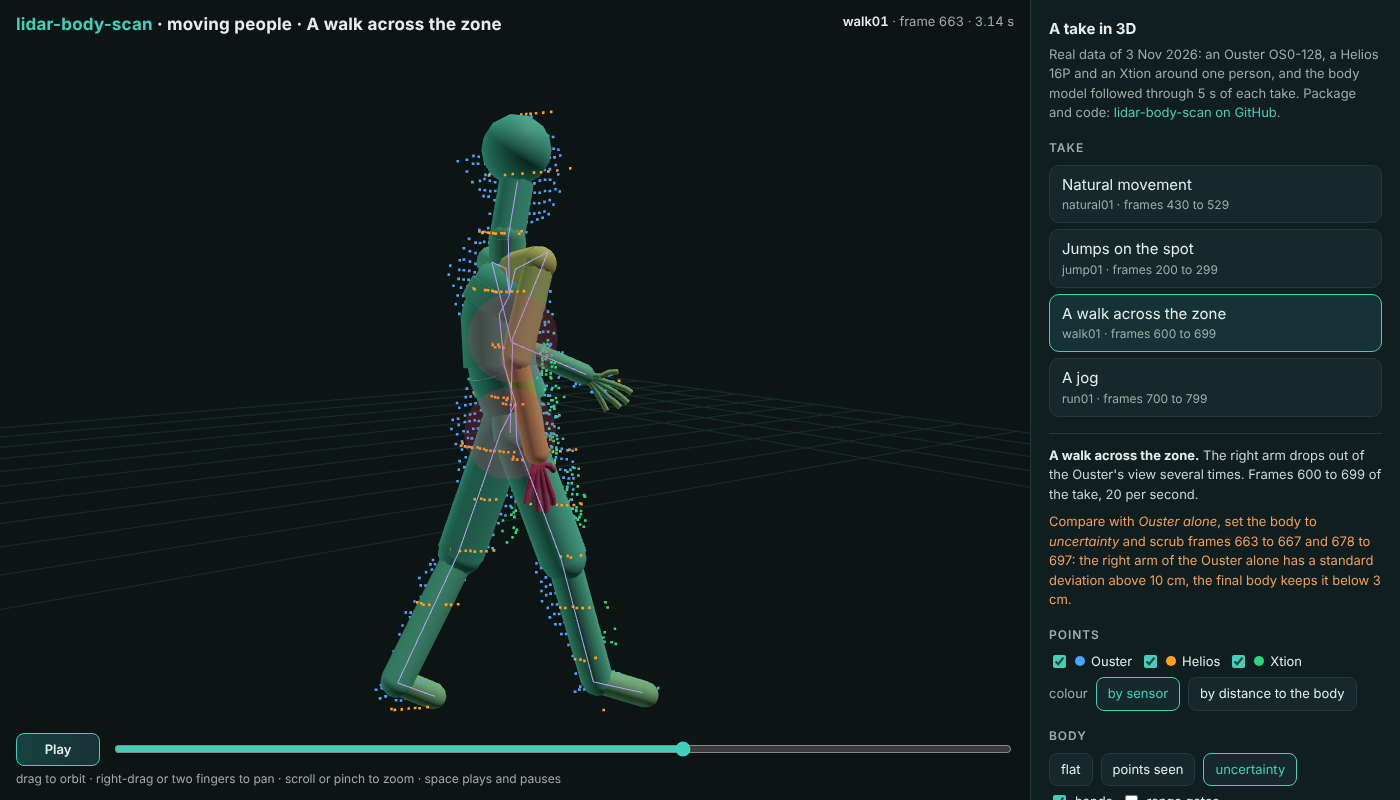 lidar-body-scan · moving people · A walk across the zone
walk01 · frame 663 · 3.14 s
Play
drag to orbit · right-drag or two fingers to pan · scroll or pinch to zoom · space plays and pauses
A take in 3D
Real data of 3 Nov 2026: an Ouster OS0-128, a Helios
16P and an Xtion around one person, and the body
model followed through 5 s of each take. Package
and code: lidar-body-scan on GitHub.
TAKE
Natural movement
natural01 · frames 430 to 529
Jumps on the spot
jump01 · frames 200 to 299
A walk across the zone
walk01 · frames 600 to 699
A jog
run01 · frames 700 to 799
A walk across the zone. The right arm drops out of
the Ouster's view several times. Frames 600 to 699 of
the take, 20 per second.
Compare with Ouster alone, set the body to
uncertainty and scrub frames 663 to 667 and 678 to
697: the right arm of the Ouster alone has a standard
deviation above 10 cm, the final body keeps it below 3
cm.
POINTS
Ouster Helios Xtion
colour by sensor by distance to the body
BODY
flat points seen uncertainty